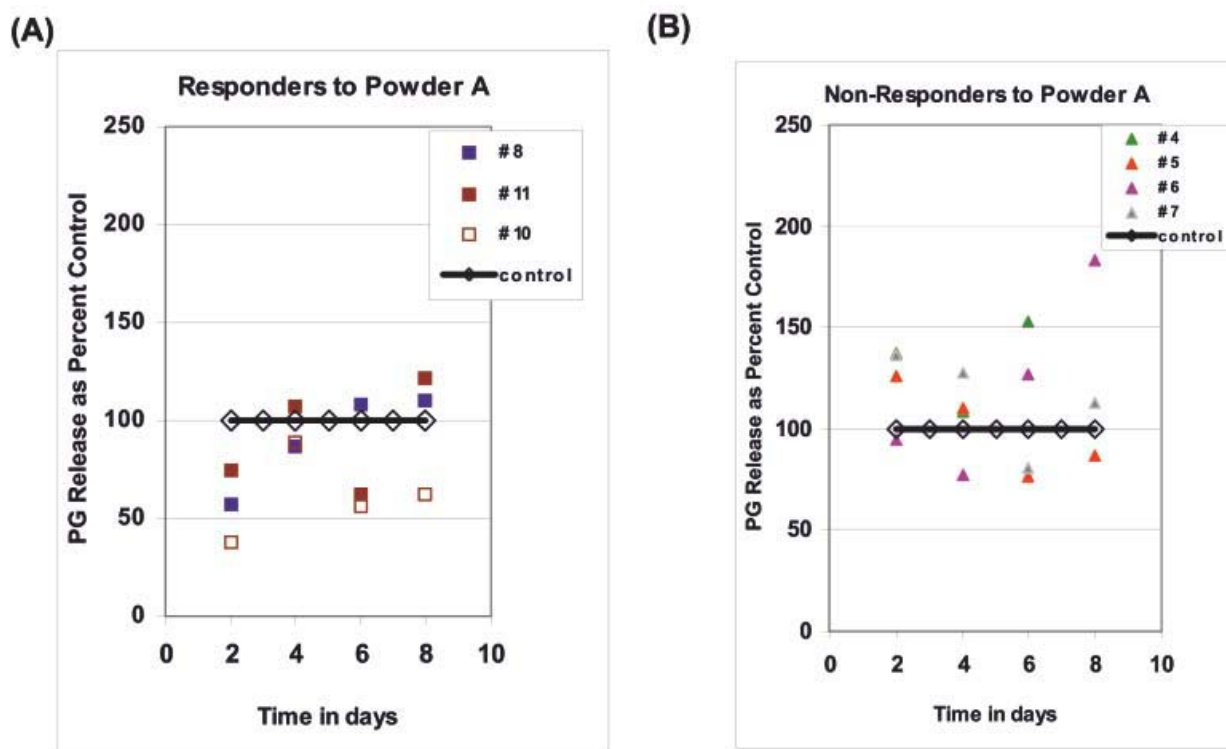 (A)
Responders to Powder A
250
200
150
100
50
0
PG Release as Percent Control
# 8
# 11
# 10
control
0 2 4 6 8 10
Time in days
(B)
Non-Responders to Powder A
250
200
150
100
50
0
PG Release as Percent Control
# 4
# 5
# 6
# 7
control
0 2 4 6 8 10
Time in days